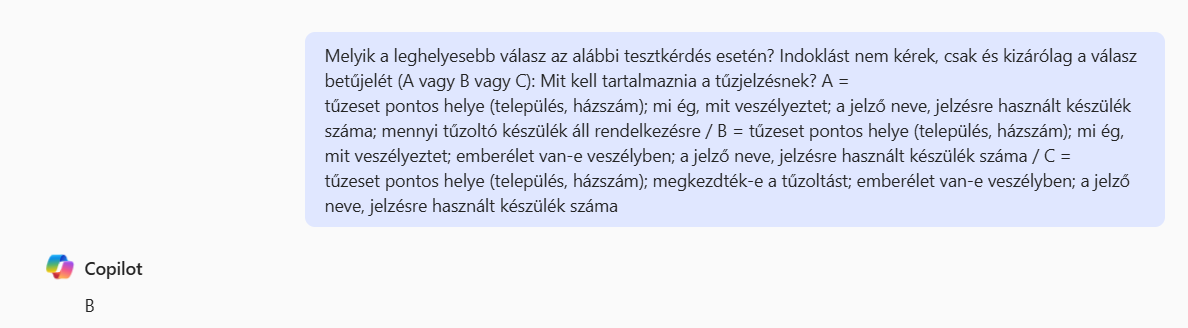 Melyik a leghelyesebb válasz az alábbi tesztkérdés esetén? Indoklást nem kérek, csak és kizárólag a válasz
betűjelét (A vagy B vagy C): Mit kell tartalmaznia a tűzjelzésnek? A =
tűzeset pontos helye (település, házszám); mi ég, mit veszélyeztet; a jelző neve, jelzésre használt készülék
száma; mennyi tűzoltó készülék áll rendelkezésre / B = tűzeset pontos helye (település, házszám); mi ég,
mit veszélyeztet; emberélet van-e veszélyben; a jelző neve, jelzésre használt készülék száma / C =
tűzeset pontos helye (település, házszám); megkezdték-e a tűzoltást; emberélet van-e veszélyben; a jelző
neve, jelzésre használt készülék száma
Copilot
B